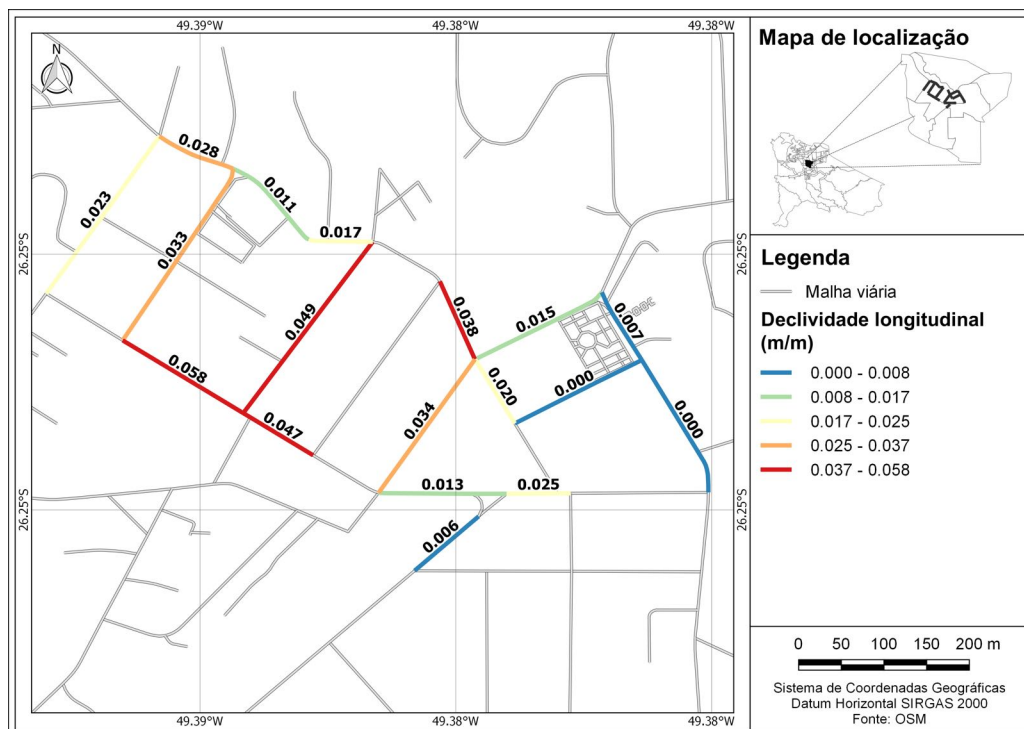 49.39°W
49.38°W
49.38°W
N
0.028
0.023
0.011
0.033
0.017
26.25°S
26.25°S
0.049
0.038
0.015
0.007
0.058
0.020
0.000
0.034
0.000
0.047
0.013
0.025
26.25°S
26.25°S
0.006
49.39°W
49.38°W
49.38°W
Mapa de localização
Legenda
Malha viária
Declividade longitudinal
(m/m)
0.000 - 0.008
0.008 - 0.017
0.017 - 0.025
0.025 - 0.037
0.037 - 0.058
0 50 100 150 200 m
Sistema de Coordenadas Geográficas
Datum Horizontal SIRGAS 2000
Fonte: OSM